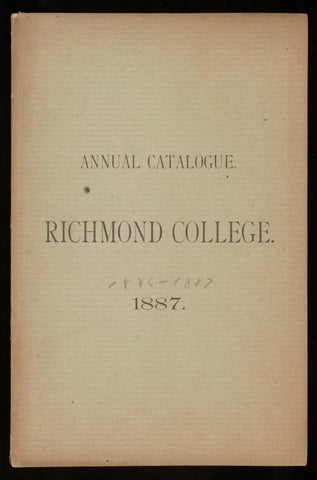 ANNUAL CATALOGUE.
RICHMOND COLLEGE.
1886-1887
1887.